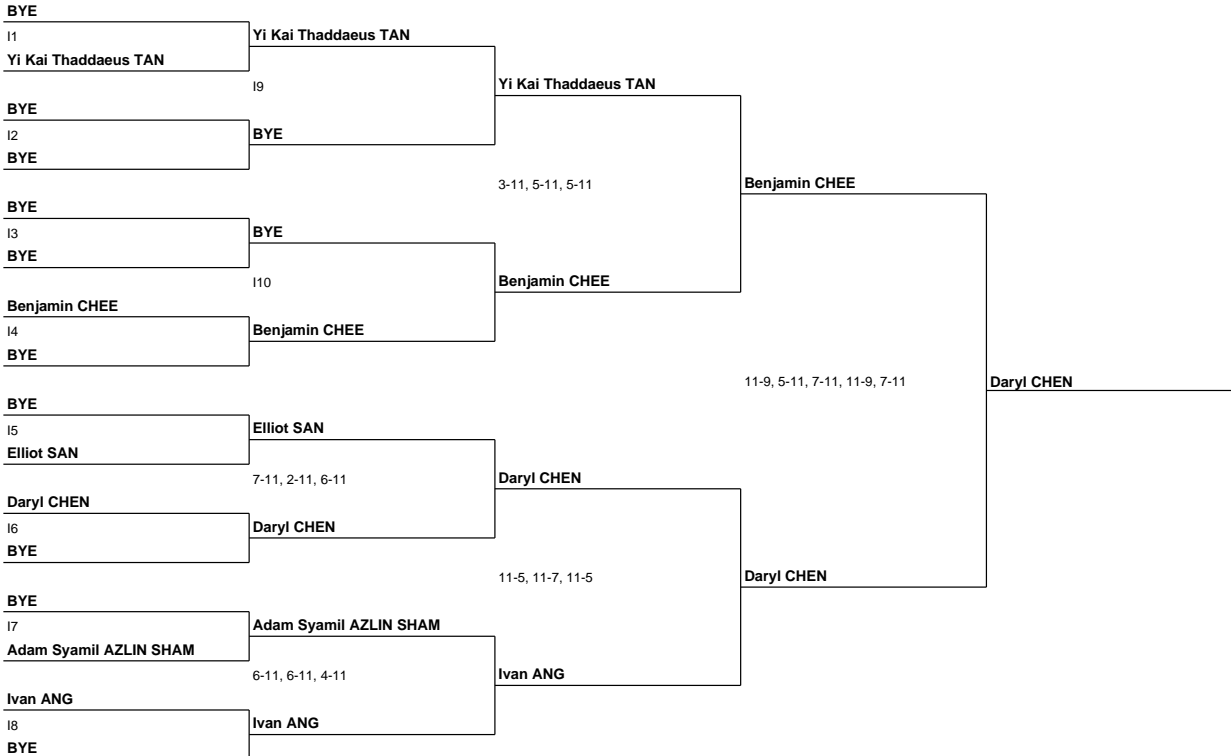 BYE
I1
Yi Kai Thaddaeus TAN
BYE
I2
BYE
BYE
I3
BYE
Benjamin CHEE
I4
BYE
BYE
I5
Elliot SAN
Daryl CHEN
I6
BYE
BYE
I7
Adam Syamil AZLIN SHAM
Ivan ANG
I8
BYE
Yi Kai Thaddaeus TAN
I9
BYE
BYE
I10
Benjamin CHEE
Elliot SAN
7-11, 2-11, 6-11
Daryl CHEN
Adam Syamil AZLIN SHAM
6-11, 6-11, 4-11
Ivan ANG
Yi Kai Thaddaeus TAN
3-11, 5-11, 5-11
Benjamin CHEE
Daryl CHEN
11-5, 11-7, 11-5
Ivan ANG
Benjamin CHEE
11-9, 5-11, 7-11, 11-9, 7-11
Daryl CHEN
Daryl CHEN